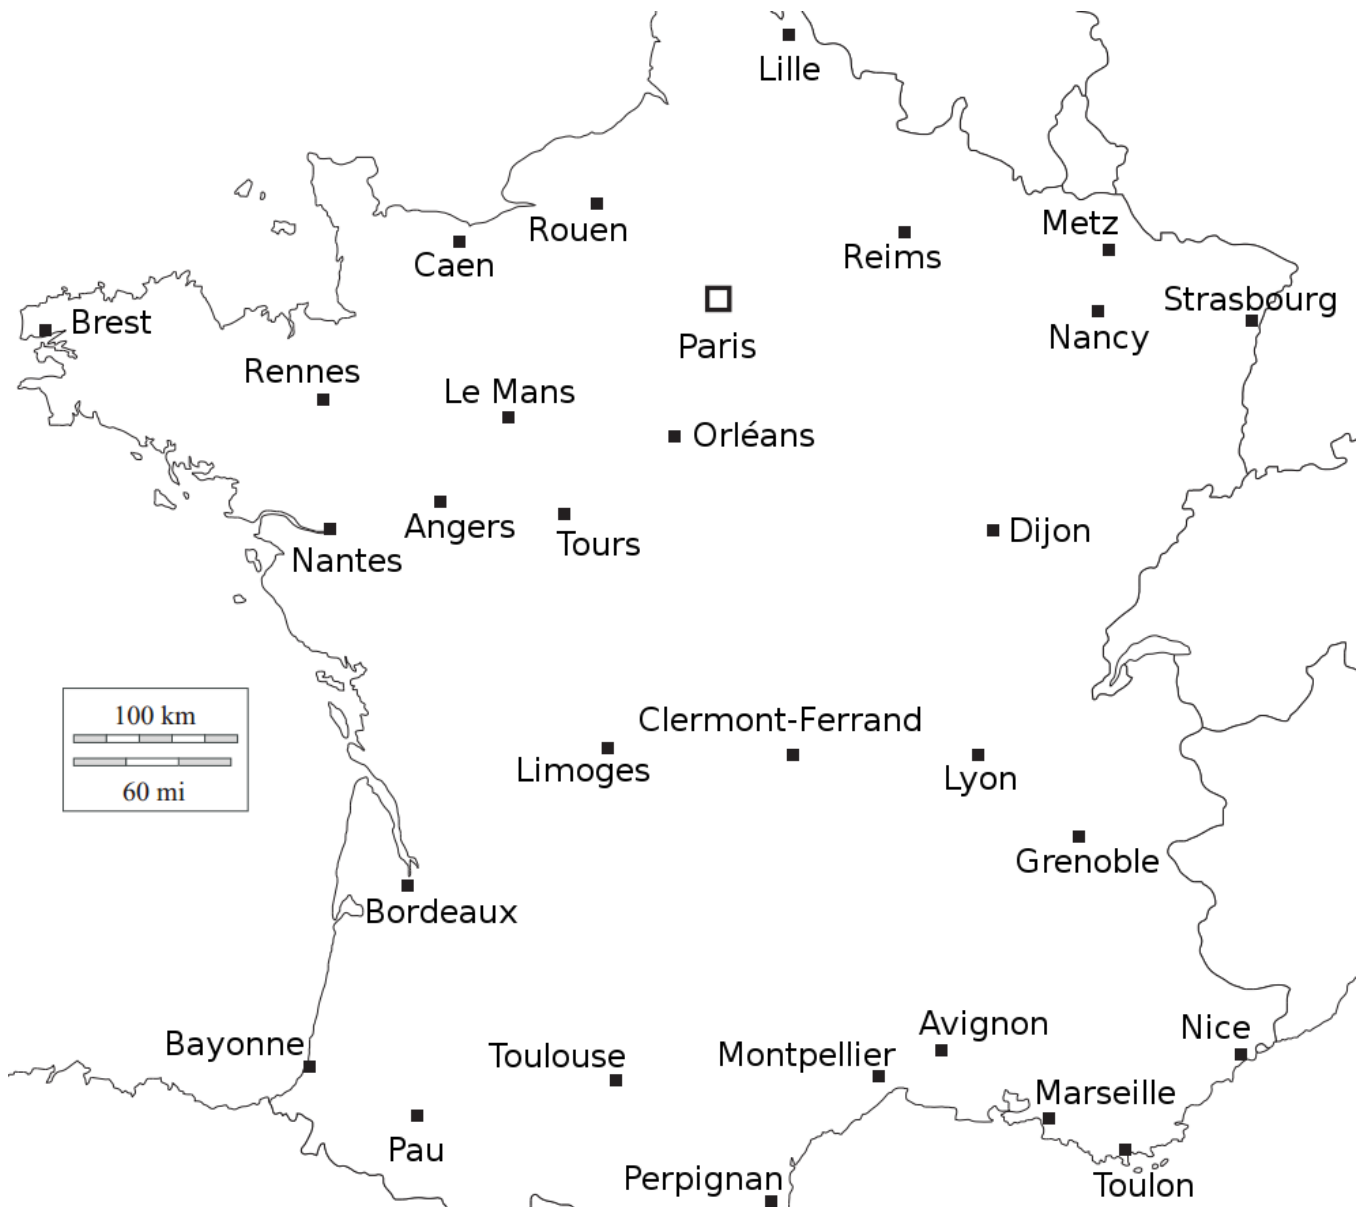 Lille
Rouen
Metz
Caen
Reims
Strasbourg
Brest
Nancy
Paris
Rennes
Le Mans
Orléans
Angers
Dijon
Tours
Nantes
100 km
60 mi
Clermont-Ferrand
Limoges
Lyon
Grenoble
Bordeaux
Avignon
Nice
Bayonne
Toulouse
Montpellier
Marseille
Pau
Perpignan
Toulon